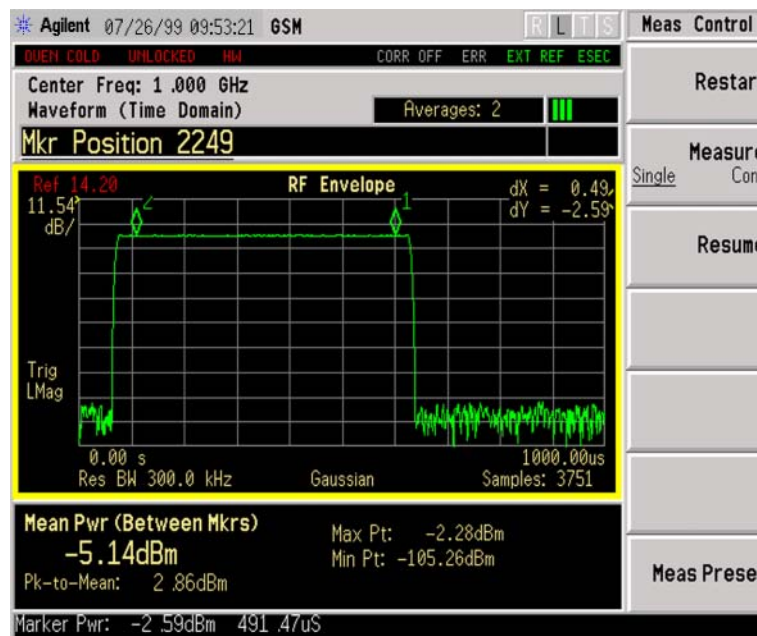 Agilent 07/26/99 09:53:21 GSM
R L T S
Meas Control
OVEN COLD UNLOCKED HW CORR OFF ERR EXT REF ESEC
Center Freq: 1.000 GHz
Waveform (Time Domain)
Averages: 2
Mkr Position 2249
Restar
Measure
Single Con
Resume
Ref 14.20
RF Envelope
dX = 0.49
dY = -2.59
11.54
dB/
2
1
Trig
LMag
0.00 s
1000.00us
Res BW 300.0 kHz
Gaussian
Samples: 3751
Mean Pwr (Between Mkrs)
-5.14dBm
Pk-to-Mean: 2.86dBm
Max Pt: -2.28dBm
Min Pt: -105.26dBm
Meas Prese
Marker Pwr: -2.59dBm 491.47uS